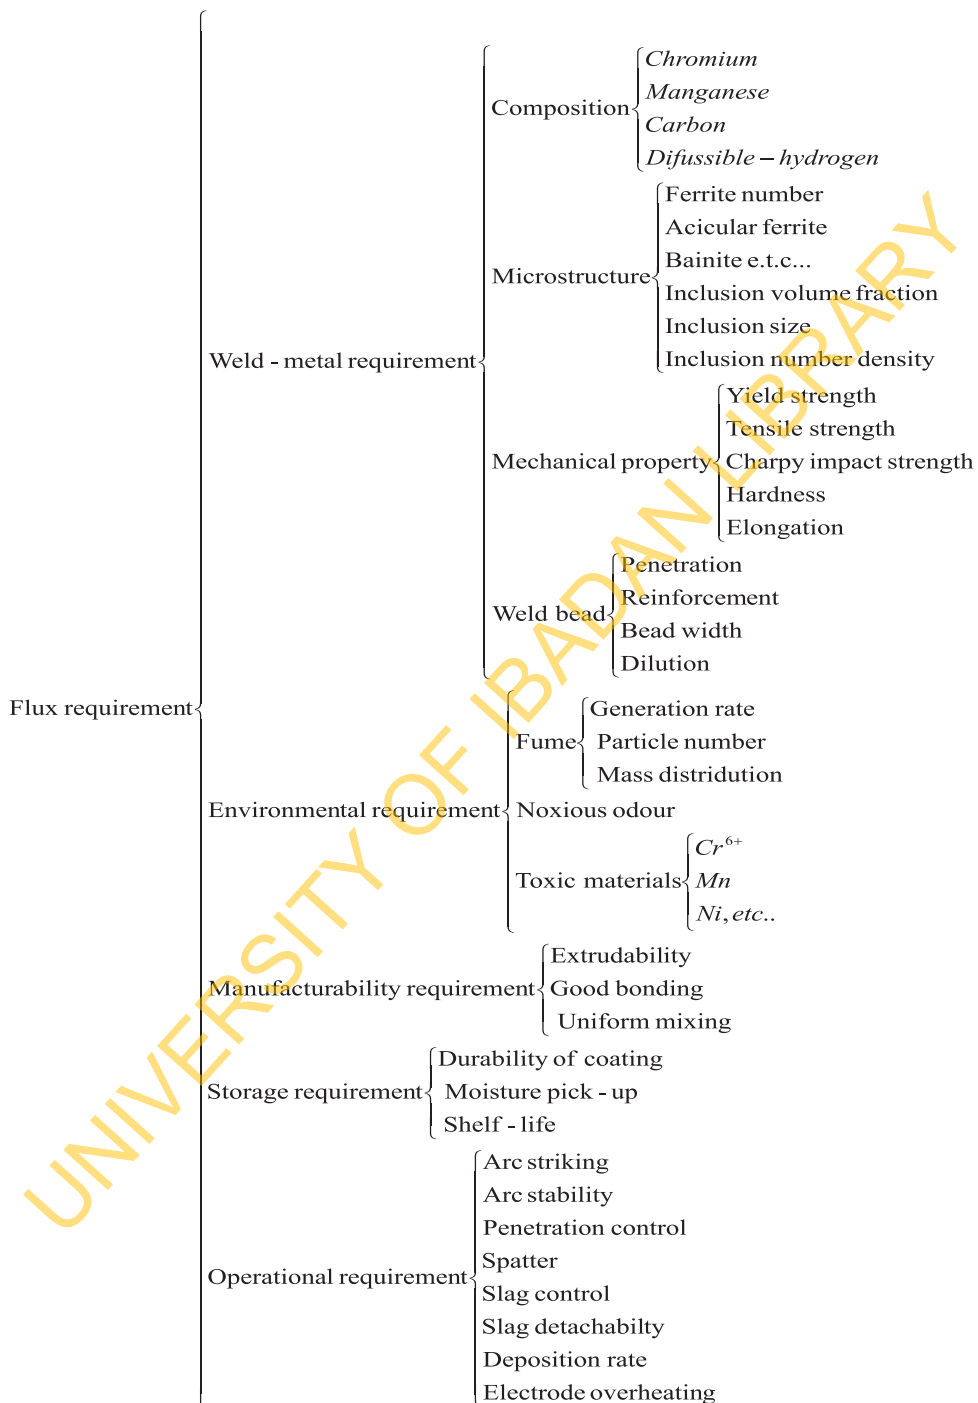 Flux requirement
Weld - metal requirement
Composition
Chromium
Manganese
Carbon
Difussible – hydrogen
Microstructure
Ferrite number
Acicular ferrite
Bainite e.t.c...
Inclusion volume fraction
Inclusion size
Inclusion number density
Mechanical property
Yield strength
Tensile strength
Charpy impact strength
Hardness
Elongation
Weld bead
Penetration
Reinforcement
Bead width
Dilution
Environmental requirement
Fume
Generation rate
Particle number
Mass distridution
Noxious odour
Toxic materials
Cr⁶⁺
Mn
Ni, etc..
Manufacturability requirement
Extrudability
Good bonding
Uniform mixing
Storage requirement
Durability of coating
Moisture pick - up
Shelf - life
Operational requirement
Arc striking
Arc stability
Penetration control
Spatter
Slag control
Slag detachabilty
Deposition rate
Electrode overheating
UNIVERSITY OF IBADAN LIBRARY